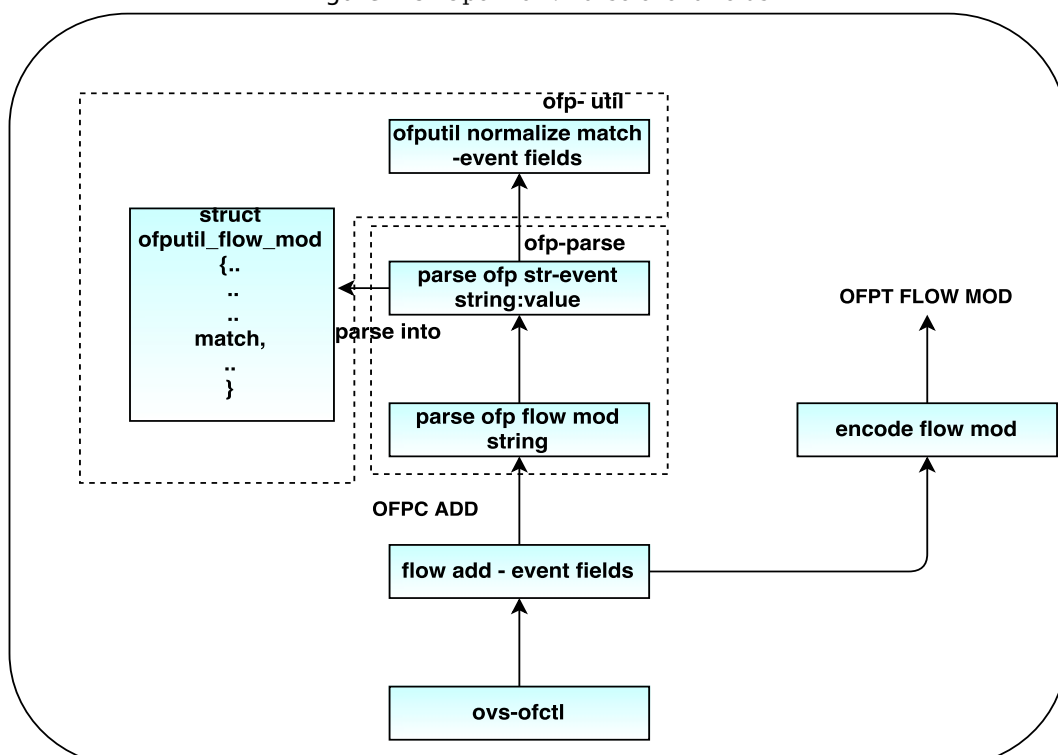 ofp- util
ofputil normalize match
-event fields
struct
ofputil_flow_mod
{..
..
..
match,
..
}
ofp-parse
parse ofp str-event
string:value
parse into
OFPT FLOW MOD
parse ofp flow mod
string
encode flow mod
OFPC ADD
flow add - event fields
ovs-ofctl